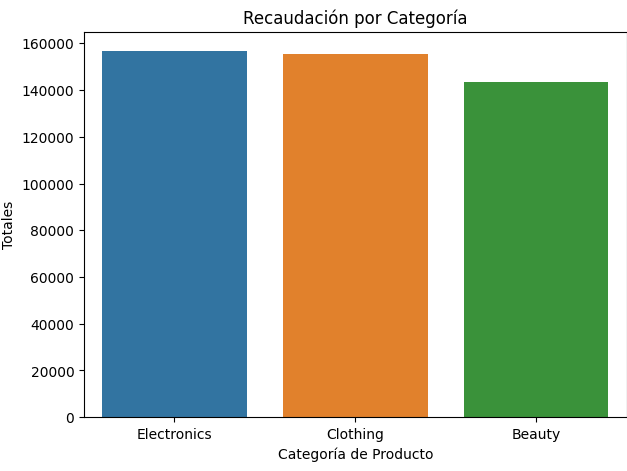 Recaudación por Categoría
Totales
160000
140000
120000
100000
80000
60000
40000
20000
0
Electronics
Clothing
Beauty
Categoría de Producto